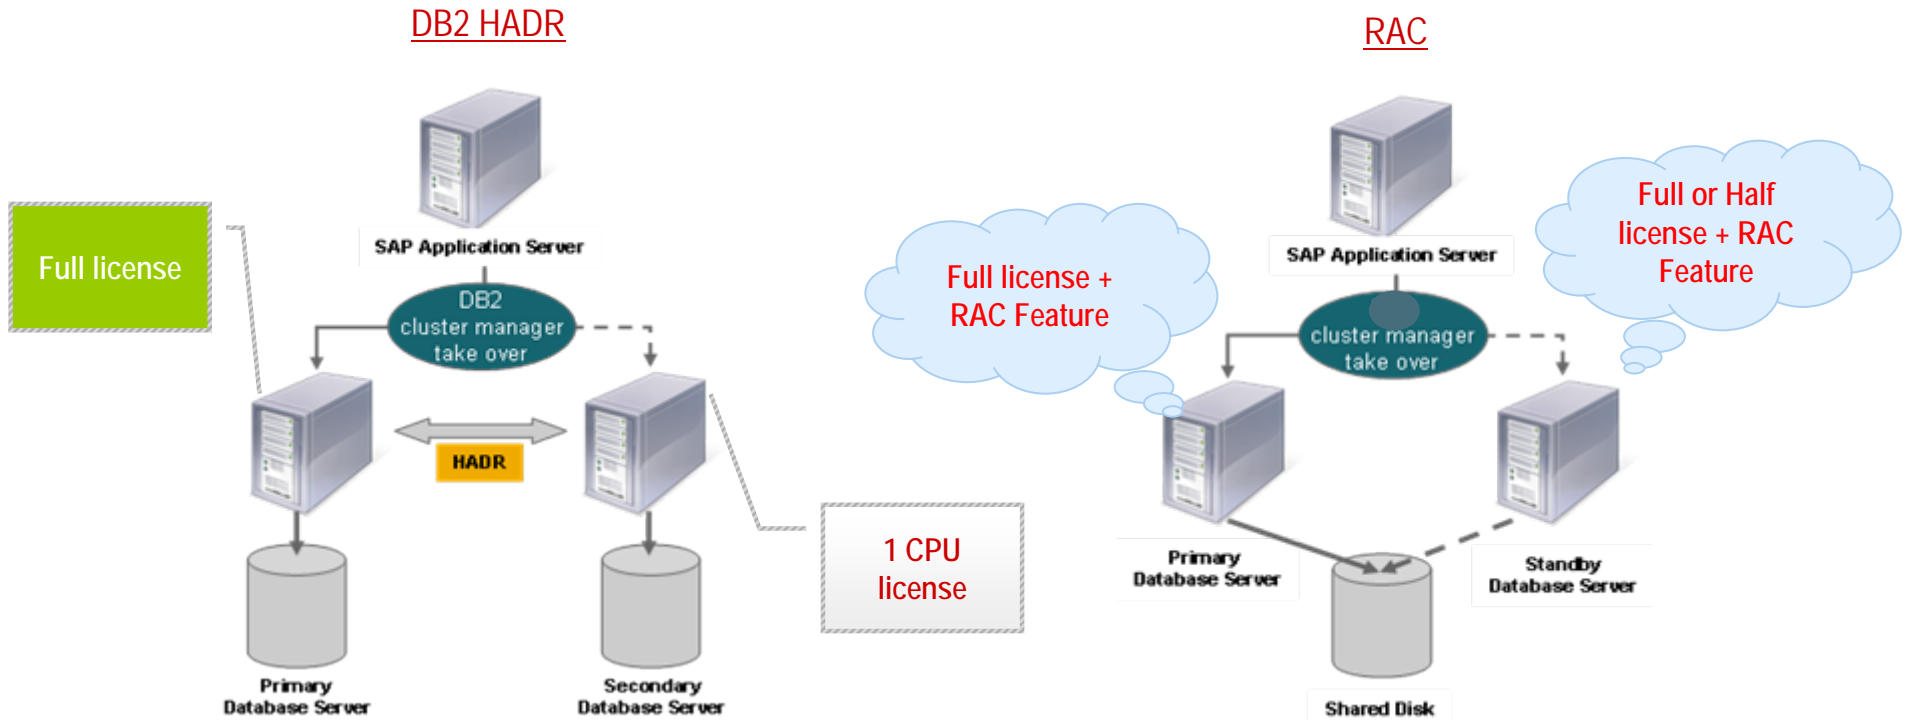 DB2 HADR
SAP Application Server
Full license
DB2
cluster manager
take over
HADR
1 CPU
license
Primary
Database Server
Secondary
Database Server
RAC
SAP Application Server
Full license +
RAC Feature
Full or Half
license + RAC
Feature
cluster manager
take over
Primary
Database Server
Standby
Database Server
Shared Disk